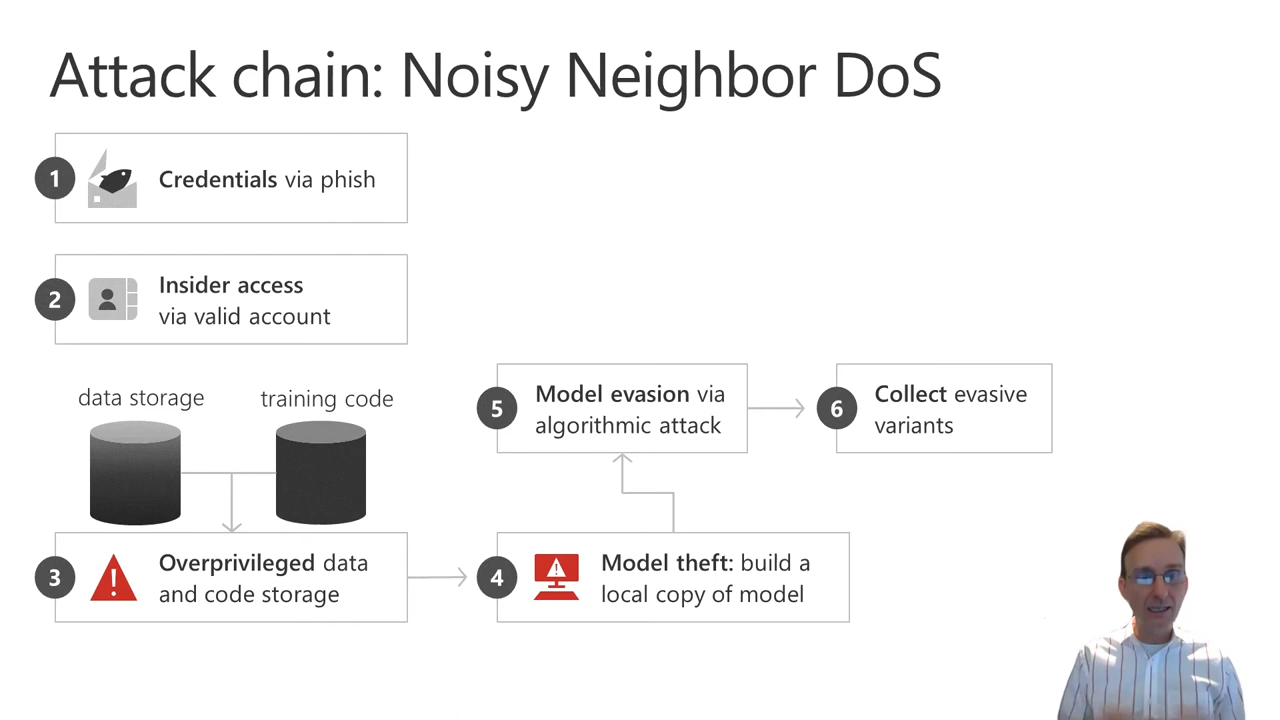 Attack chain: Noisy Neighbor DoS
1
Credentials via phish
2
Insider access
via valid account
data storage
training code
3
Overprivileged data
and code storage
4
Model theft: build a
local copy of model
5
Model evasion via
algorithmic attack
6
Collect evasive
variants